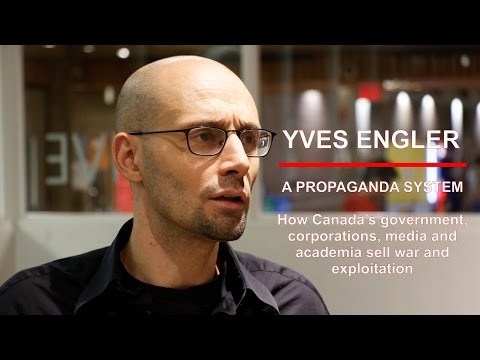 YVES ENGLER
A PROPAGANDA SYSTEM
How Canada's government,
corporations, media and
academia sell war and
exploitation